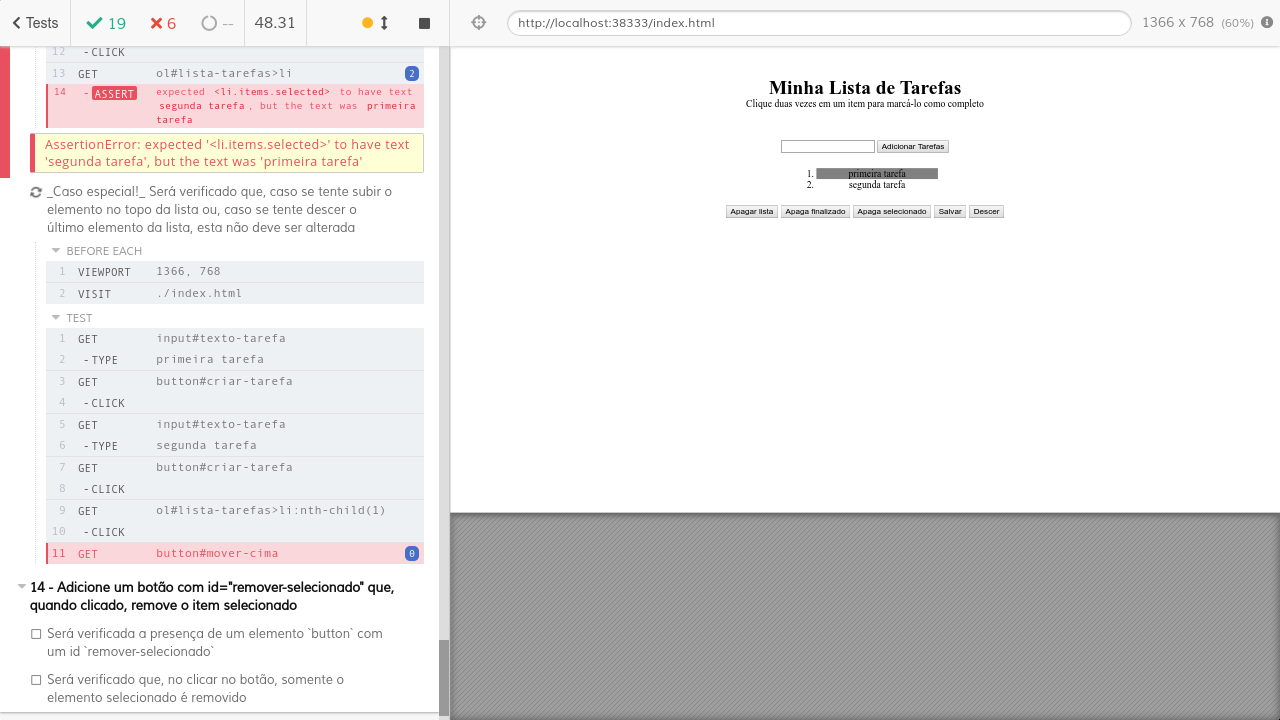 Tests 19 6 -- 48.31
http://localhost:38333/index.html 1366 x 768 (60%)
12 - CLICK
13 GET ol#lista-tarefas>li 2
14 - ASSERT expected <li.items.selected> to have text
segunda tarefa, but the text was primeira
tarefa
AssertionError: expected '<li.items.selected>' to have text
'segunda tarefa', but the text was 'primeira tarefa'
_Caso especial!_ Será verificado que, caso se tente subir o
elemento no topo da lista ou, caso se tente descer o
último elemento da lista, esta não deve ser alterada
BEFORE EACH
1 VIEWPORT 1366, 768
2 VISIT ./index.html
TEST
1 GET input#texto-tarefa
2 - TYPE primeira tarefa
3 GET button#criar-tarefa
4 - CLICK
5 GET input#texto-tarefa
6 - TYPE segunda tarefa
7 GET button#criar-tarefa
8 - CLICK
9 GET ol#lista-tarefas>li:nth-child(1)
10 - CLICK
11 GET button#mover-cima 0
14 - Adicione um botão com id="remover-selecionado" que,
quando clicado, remove o item selecionado
Será verificada a presença de um elemento `button` com
um id `remover-selecionado`
Será verificado que, no clicar no botão, somente o
elemento selecionado é removido
Minha Lista de Tarefas
Clique duas vezes em um item para marcá-lo como completo
Adicionar Tarefas
1. primeira tarefa
2. segunda tarefa
Apagar lista Apaga finalizado Apaga selecionado Salvar Descer